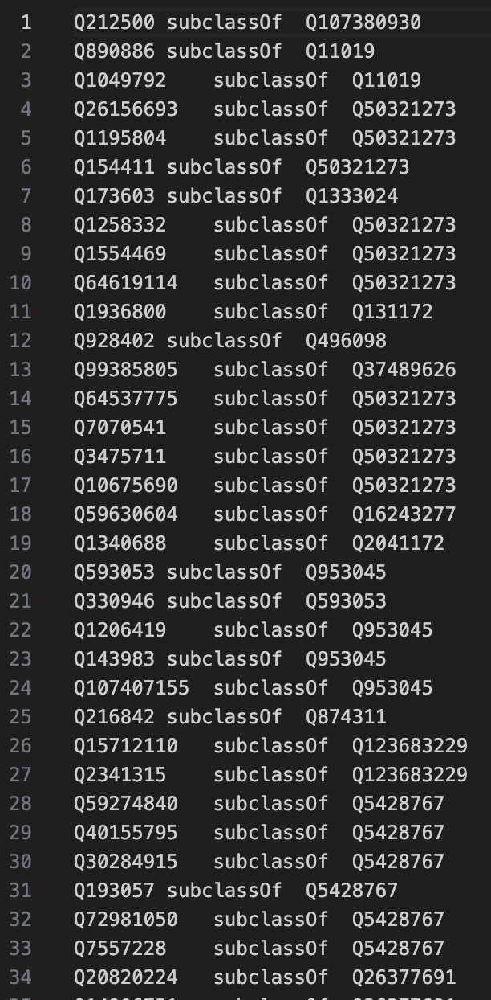 1 Q212500 subclassOf Q107380930
2 Q890886 subclassOf Q11019
3 Q1049792 subclassOf Q11019
4 Q26156693 subclassOf Q50321273
5 Q1195804 subclassOf Q50321273
6 Q154411 subclassOf Q50321273
7 Q173603 subclassOf Q1333024
8 Q1258332 subclassOf Q50321273
9 Q1554469 subclassOf Q50321273
10 Q64619114 subclassOf Q50321273
11 Q1936800 subclassOf Q131172
12 Q928402 subclassOf Q496098
13 Q99385805 subclassOf Q37489626
14 Q64537775 subclassOf Q50321273
15 Q7070541 subclassOf Q50321273
16 Q3475711 subclassOf Q50321273
17 Q10675690 subclassOf Q50321273
18 Q59630604 subclassOf Q16243277
19 Q1340688 subclassOf Q2041172
20 Q593053 subclassOf Q953045
21 Q330946 subclassOf Q593053
22 Q1206419 subclassOf Q953045
23 Q143983 subclassOf Q953045
24 Q107407155 subclassOf Q953045
25 Q216842 subclassOf Q874311
26 Q15712110 subclassOf Q123683229
27 Q2341315 subclassOf Q123683229
28 Q59274840 subclassOf Q5428767
29 Q40155795 subclassOf Q5428767
30 Q30284915 subclassOf Q5428767
31 Q193057 subclassOf Q5428767
32 Q72981050 subclassOf Q5428767
33 Q7557228 subclassOf Q5428767
34 Q20820224 subclassOf Q26377691